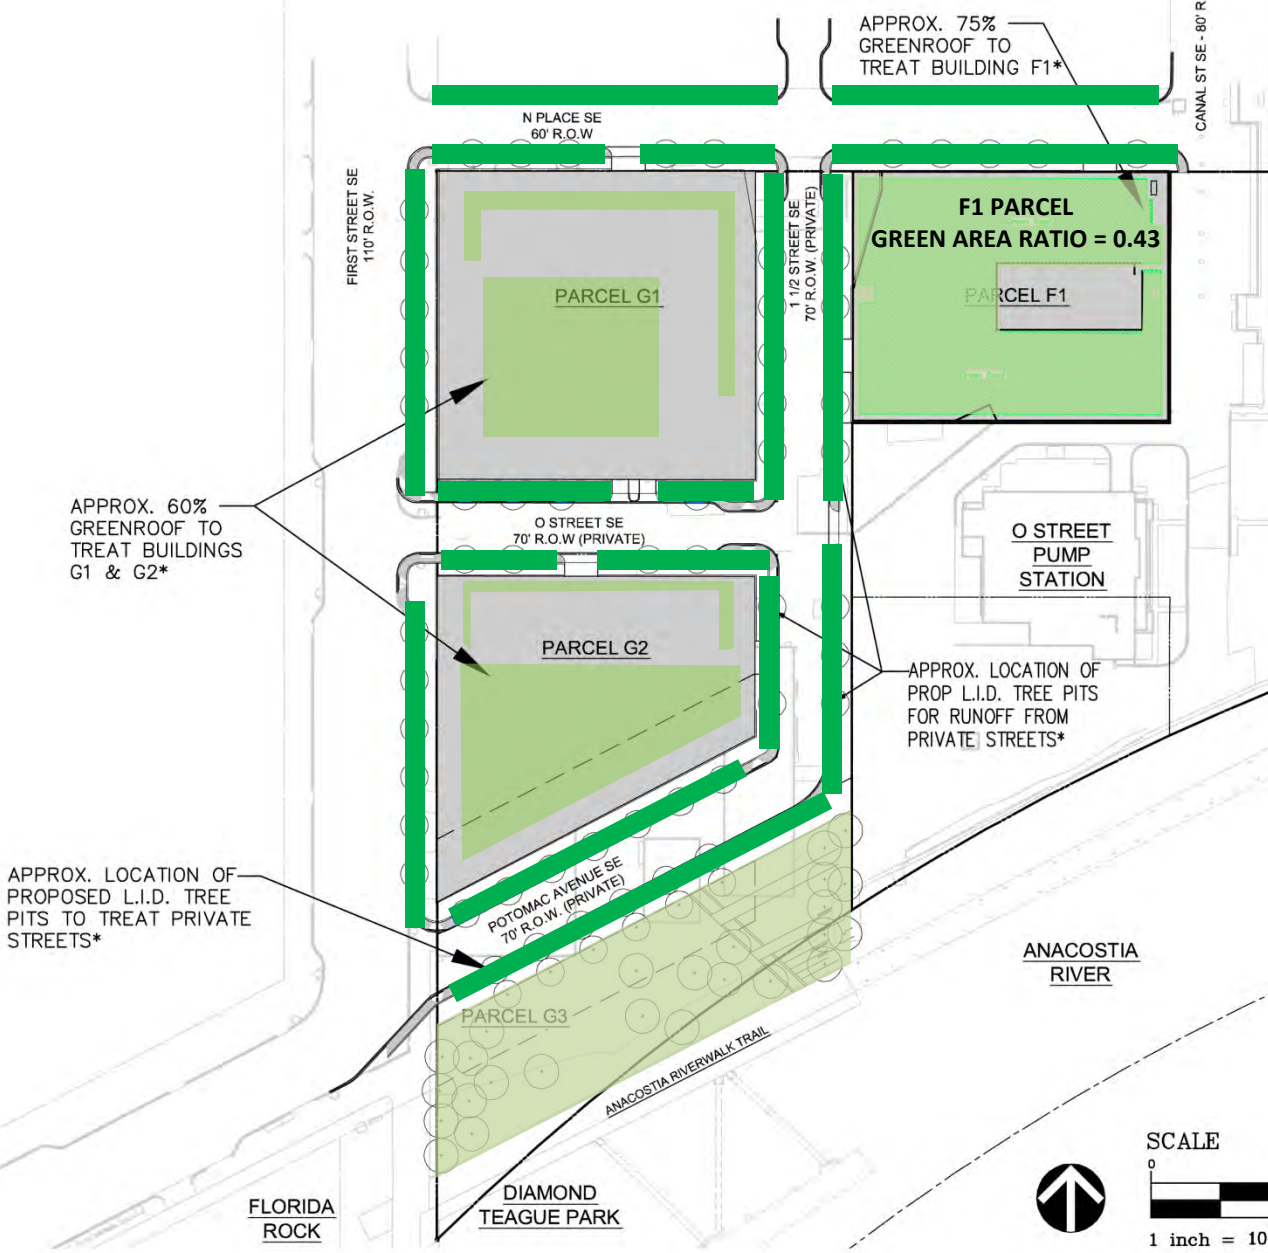 APPROX. 75%
GREENROOF TO
TREAT BUILDING F1*
CANAL ST SE - 80' R
N PLACE SE
60' R.O.W
FIRST STREET SE
110' R.O.W.
1 1/2 STREET SE
70' R.O.W. (PRIVATE)
F1 PARCEL
GREEN AREA RATIO = 0.43
PARCEL G1
PARCEL F1
APPROX. 60%
GREENROOF TO
TREAT BUILDINGS
G1 & G2*
O STREET SE
70' R.O.W (PRIVATE)
O STREET
PUMP
STATION
PARCEL G2
APPROX. LOCATION OF
PROP L.I.D. TREE PITS
FOR RUNOFF FROM
PRIVATE STREETS*
APPROX. LOCATION OF
PROPOSED L.I.D. TREE
PITS TO TREAT PRIVATE
STREETS*
POTOMAC AVENUE SE
70' R.O.W. (PRIVATE)
ANACOSTIA
RIVER
PARCEL G3
ANACOSTIA RIVERWALK TRAIL
FLORIDA
ROCK
DIAMOND
TEAGUE PARK
SCALE
0
1 inch = 10